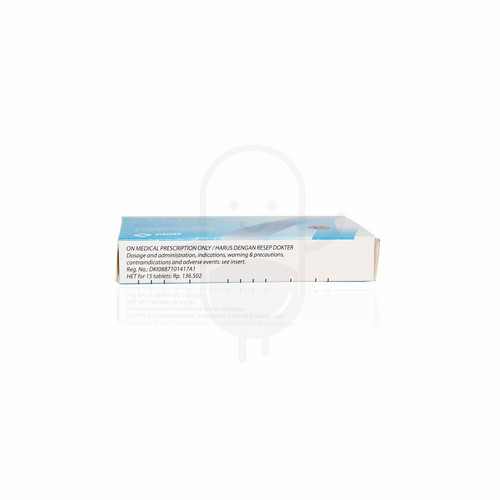 MSD
ON MEDICAL PRESCRIPTION ONLY / HARUS DENGAN RESEP DOKTER
Dosage and administration, indications, warning & precautions,
contraindications and adverse events: see insert.
Reg. No.: DKI0887101417A1
HET for 15 tablets: Rp. 136.502